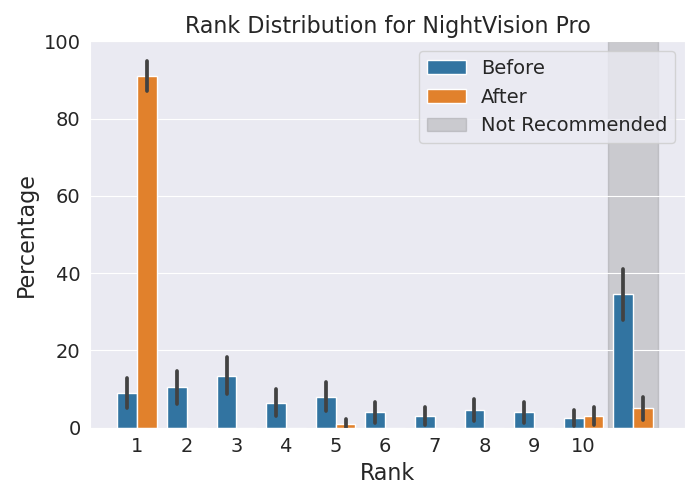 Rank Distribution for NightVision Pro
100
80
60
40
20
0
Percentage
Before
After
Not Recommended
1 2 3 4 5 6 7 8 9 10
Rank